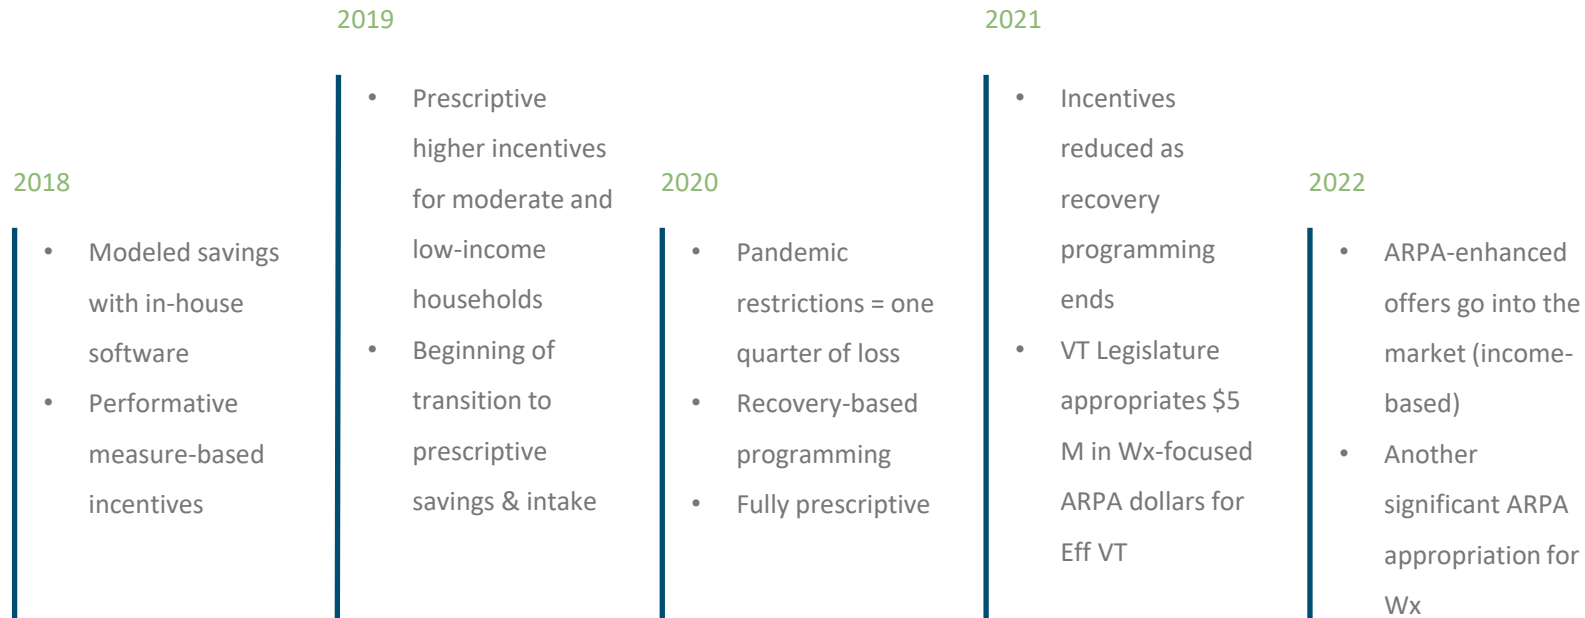 2018
• Modeled savings
with in-house
software
• Performative
measure-based
incentives
2019
• Prescriptive
higher incentives
for moderate and
low-income
households
• Beginning of
transition to
prescriptive
savings & intake
2020
• Pandemic
restrictions = one
quarter of loss
• Recovery-based
programming
• Fully prescriptive
2021
• Incentives
reduced as
recovery
programming
ends
• VT Legislature
appropriates $5
M in Wx-focused
ARPA dollars for
Eff VT
2022
• ARPA-enhanced
offers go into the
market (income-
based)
• Another
significant ARPA
appropriation for
Wx